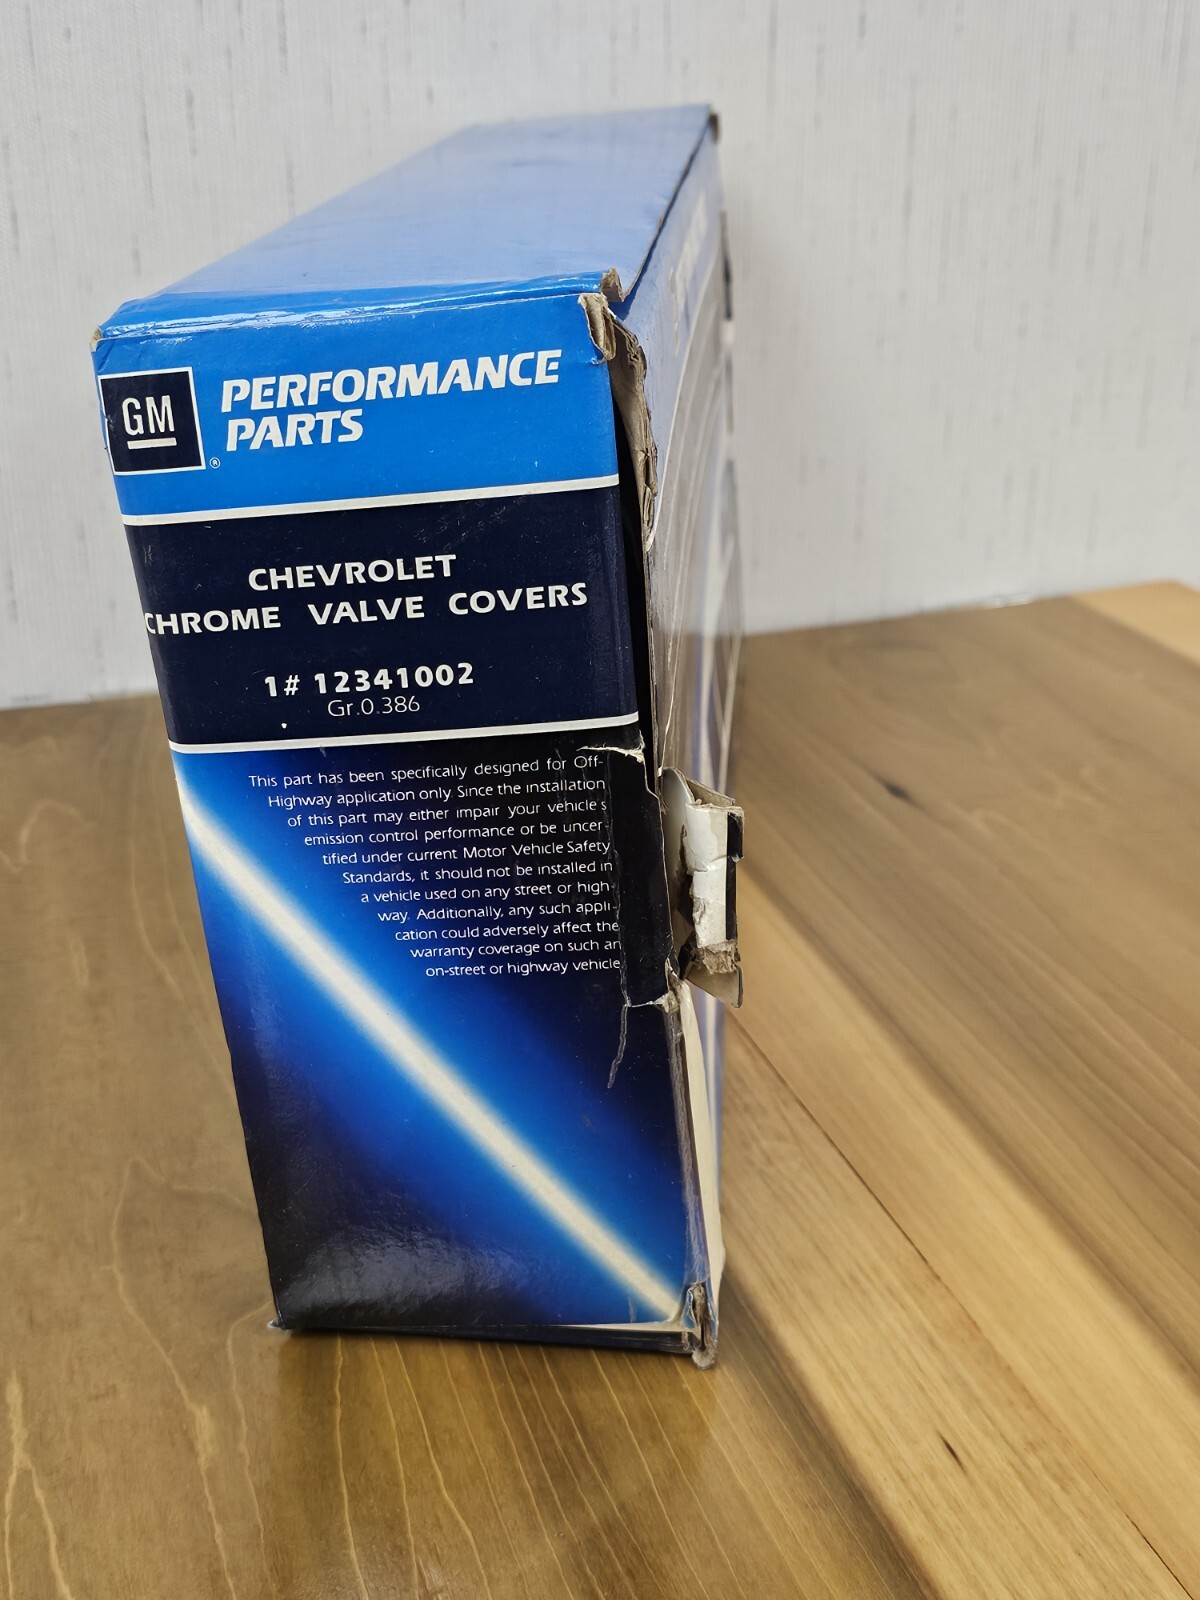 GM
®
PERFORMANCE
PARTS
CHEVROLET
CHROME VALVE COVERS
1# 12341002
Gr.0.386
This part has been specifically designed for Off-
Highway application only. Since the installation
of this part may either impair your vehicle's
emission control performance or be uncer-
tified under current Motor Vehicle Safety
Standards, it should not be installed in
a vehicle used on any street or high-
way. Additionally, any such appli-
cation could adversely affect the
warranty coverage on such an
on-street or highway vehicle